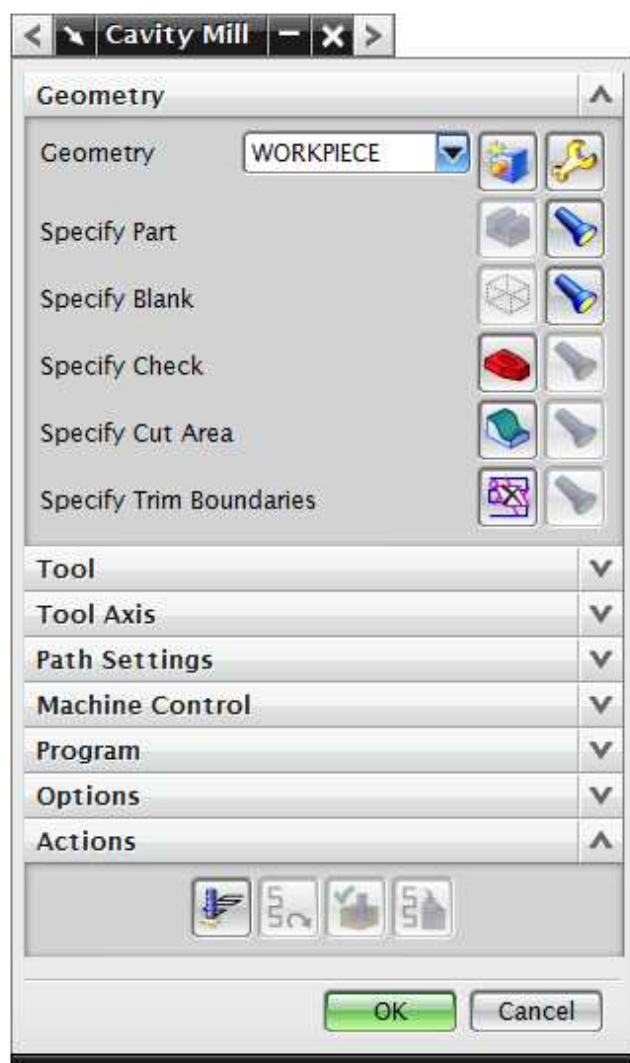 Cavity Mill
Geometry
Geometry WORKPIECE
Specify Part
Specify Blank
Specify Check
Specify Cut Area
Specify Trim Boundaries
Tool
Tool Axis
Path Settings
Machine Control
Program
Options
Actions
OK Cancel